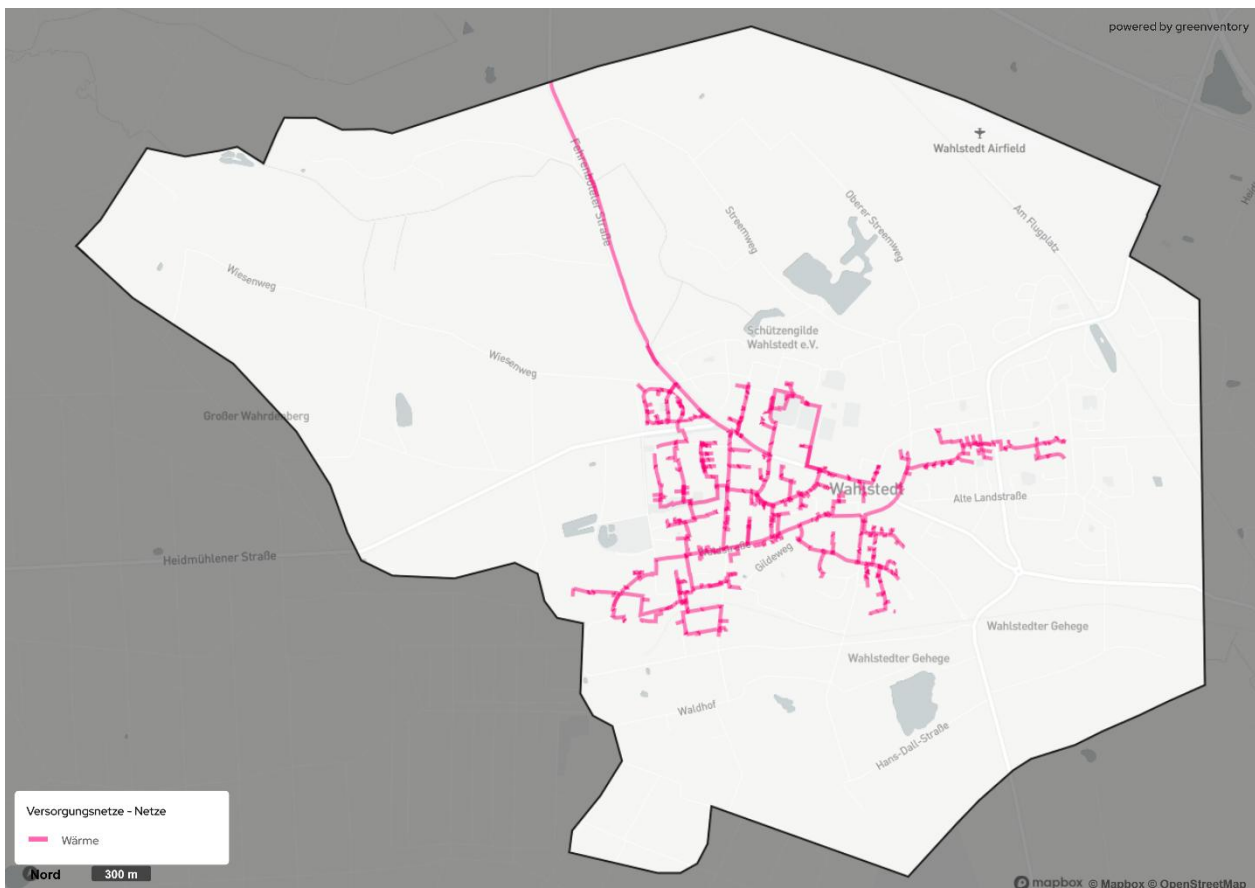 powered by greenventory
Wahlstedt Airfield
Fehrenböteler Straße
Streemweg
Oberer Streemweg
Am Flugplatz
Wiesenweg
Schützengilde
Wahlstedt e.V.
Wiesenweg
Großer Wahrdenberg
Wahlstedt
Alte Landstraße
Heidmühlener Straße
Gildeweg
Wahlstedter Gehege
Wahlstedter Gehege
Waldhof
Hans-Dall-Straße
Versorgungsnetze - Netze
Wärme
Nord
300 m
mapbox © Mapbox © OpenStreetMap